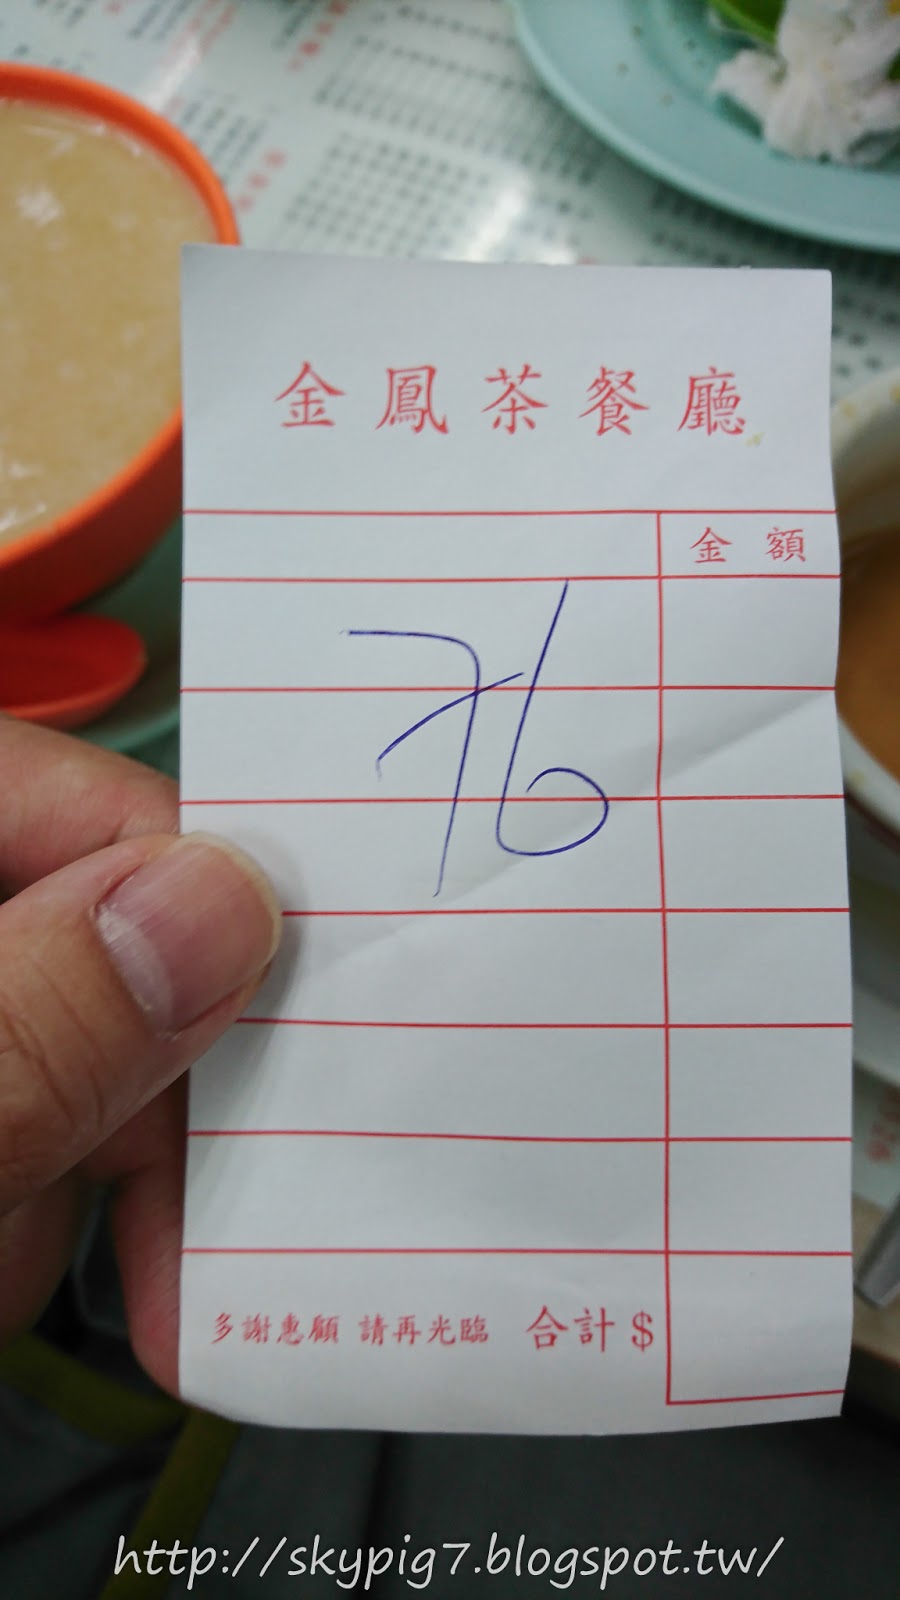 金鳳茶餐廳
金額
76
多謝惠顧 請再光臨 合計$
http://skypig7.blogspot.tw/